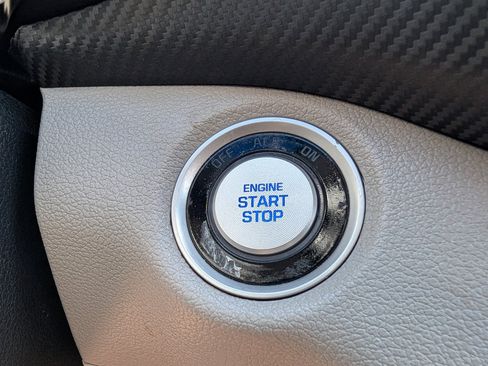 OFF ACC ON
ENGINE
START
STOP